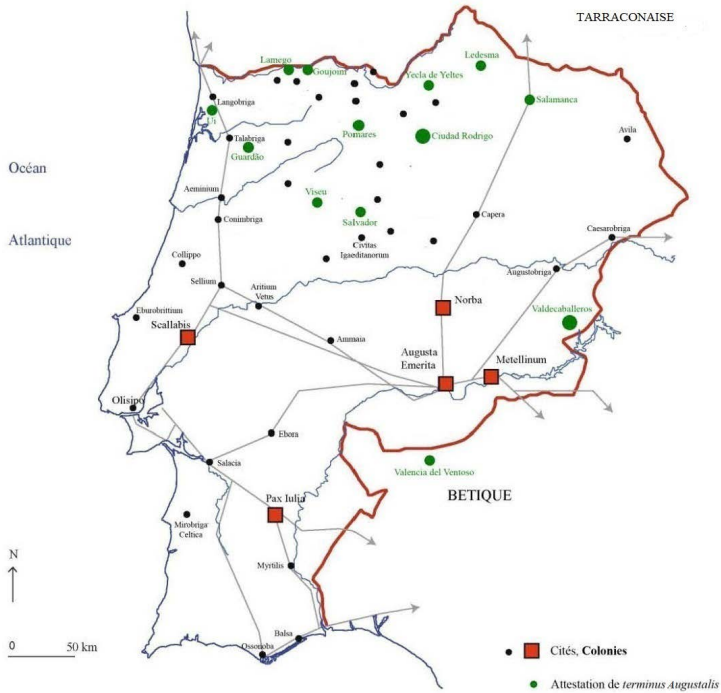 TARRACONAISE
Ledesma
Lamego
Goujoim
Yecla de Yeltes
Salamanca
Langobriga
Ul
Talabriga
Pomares
Ciudad Rodrigo
Avila
Guardão
Océan
Aeminium
Viseu
Salvador
Conimbriga
Capera
Atlantique
Civitas
Igaeditanorum
Caesarobriga
Collippo
Augustobriga
Sellium
Aritium
Vetus
Norba
Valdecaballeros
Eburobrittium
Scallabis
Ammaia
Augusta
Emerita
Metellinum
Olisipo
Ebora
Salacia
Valencia del Ventoso
BETIQUE
Pax Iulia
Mirobriga
Celtica
N
Myrtilis
Balsa
Ossonoba
0
50 km
Cités, Colonies
Attestation de terminus Augustalis